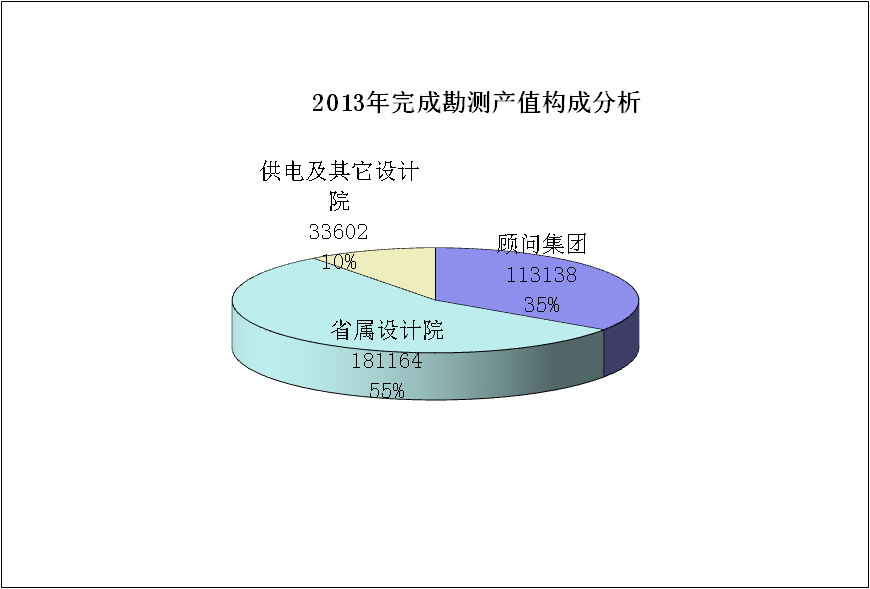 2013年完成勘测产值构成分析
供电及其它设计
院
33602
10%
顾问集团
113138
35%
省属设计院
181164
55%